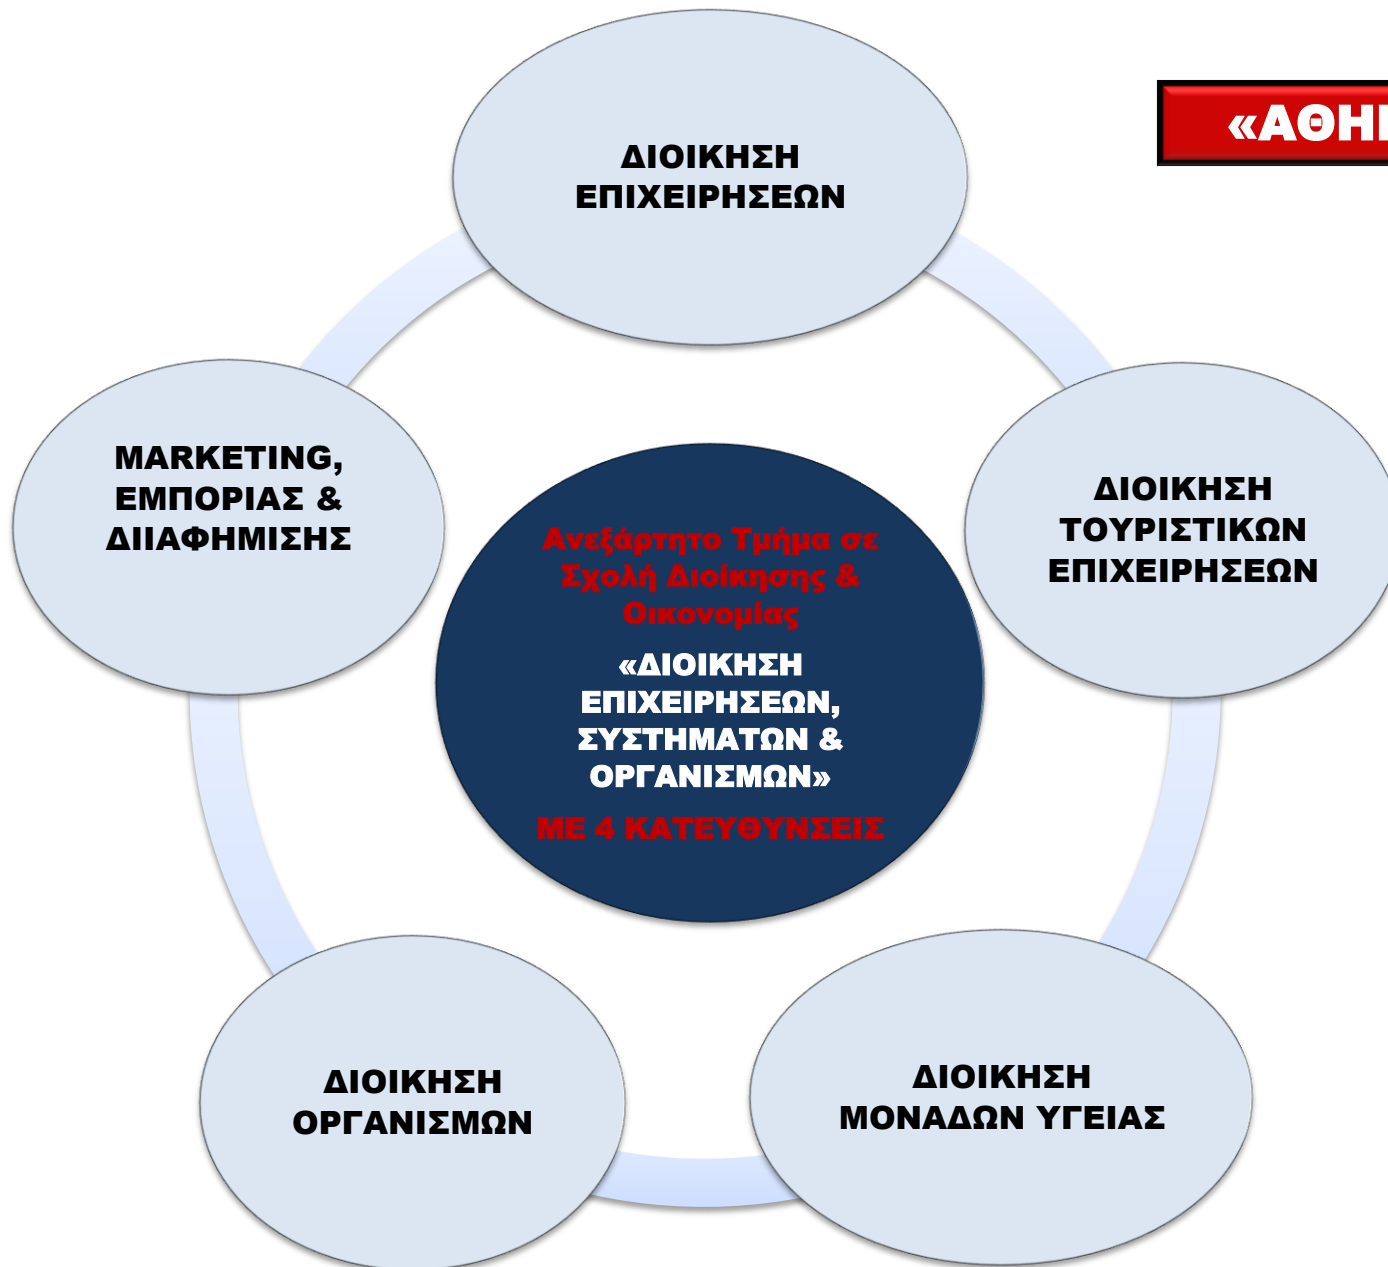 ΔΙΟΙΚΗΣΗ
ΕΠΙΧΕΙΡΗΣΕΩΝ
MARKETING,
ΕΜΠΟΡΙΑΣ &
ΔΙΙΑΦΗΜΙΣΗΣ
ΔΙΟΙΚΗΣΗ
ΤΟΥΡΙΣΤΙΚΩΝ
ΕΠΙΧΕΙΡΗΣΕΩΝ
Ανεξάρτητο Τμήμα σε
Σχολή Διοίκησης &
Οικονομίας
«ΔΙΟΙΚΗΣΗ
ΕΠΙΧΕΙΡΗΣΕΩΝ,
ΣΥΣΤΗΜΑΤΩΝ &
ΟΡΓΑΝΙΣΜΩΝ»
ΜΕ 4 ΚΑΤΕΥΘΥΝΣΕΙΣ
ΔΙΟΙΚΗΣΗ
ΟΡΓΑΝΙΣΜΩΝ
ΔΙΟΙΚΗΣΗ
ΜΟΝΑΔΩΝ ΥΓΕΙΑΣ